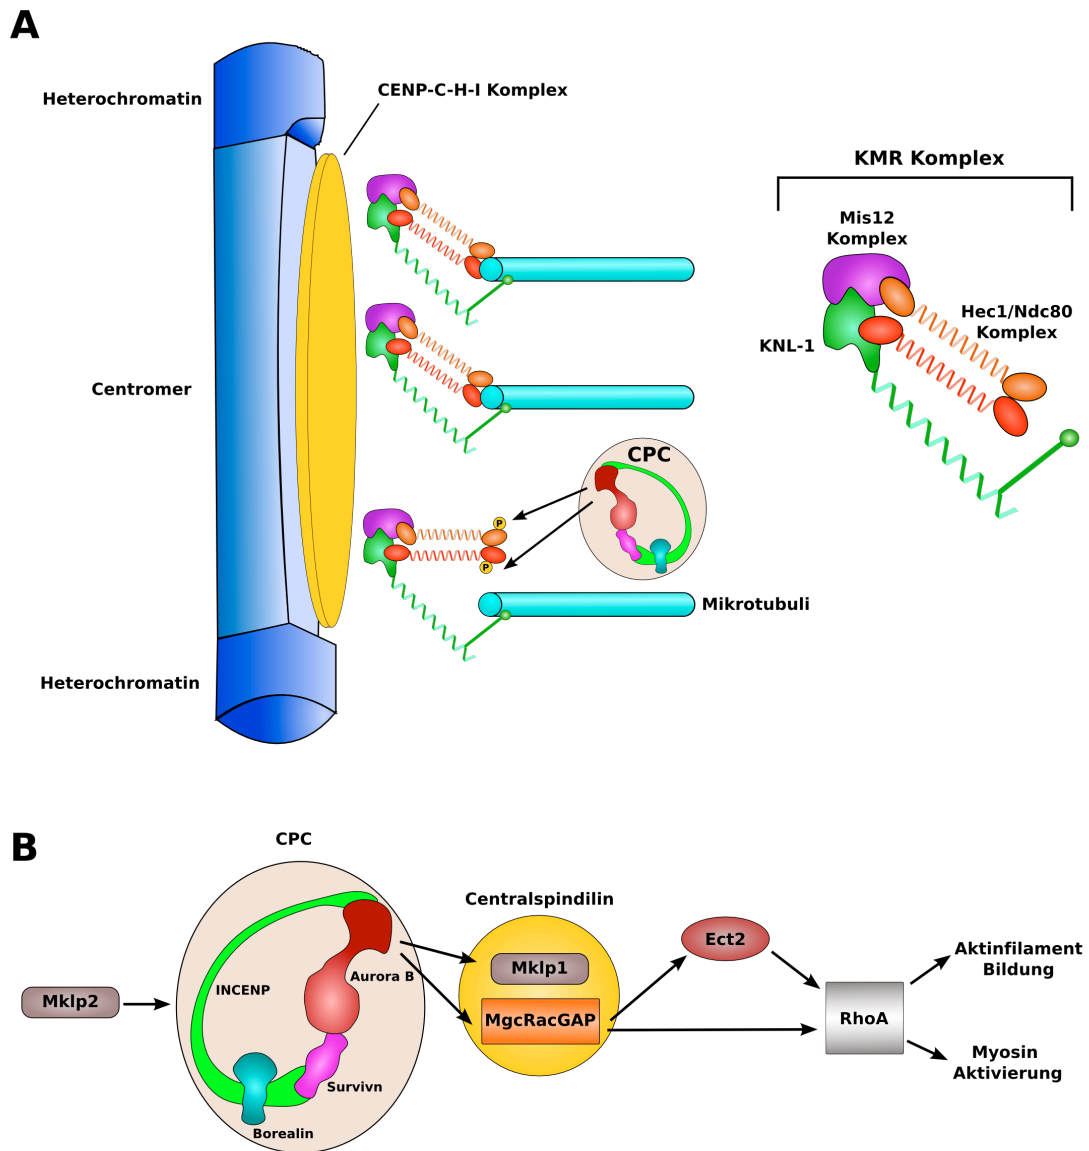 A
Heterochromatin
CENP-C-H-I Komplex
KMR Komplex
Mis12
Komplex
Hec1/Ndc80
Komplex
KNL-1
Centromer
CPC
P
P
Mikrotubuli
Heterochromatin
B
CPC
Centralspindilin
Mklp2
INCENP
Aurora B
Survivn
Borealin
Mklp1
MgcRacGAP
Ect2
RhoA
Aktinfilament
Bildung
Myosin
Aktivierung